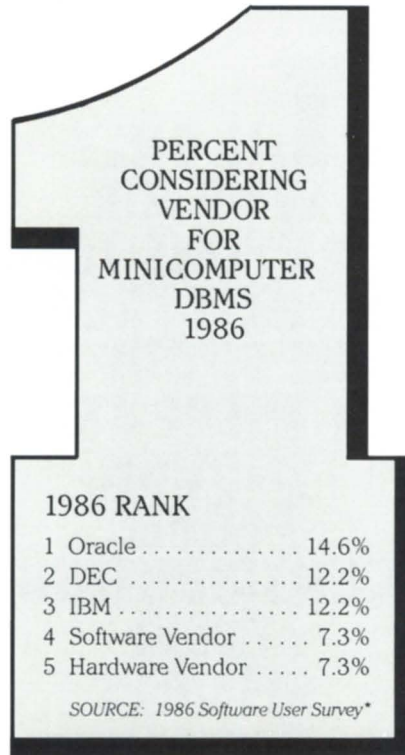 PERCENT
CONSIDERING
VENDOR
FOR
MINICOMPUTER
DBMS
1986
1986 RANK
1 Oracle .............. 14.6%
2 DEC ............... 12.2%
3 IBM ................ 12.2%
4 Software Vendor ...... 7.3%
5 Hardware Vendor ..... 7.3%
SOURCE: 1986 Software User Survey*